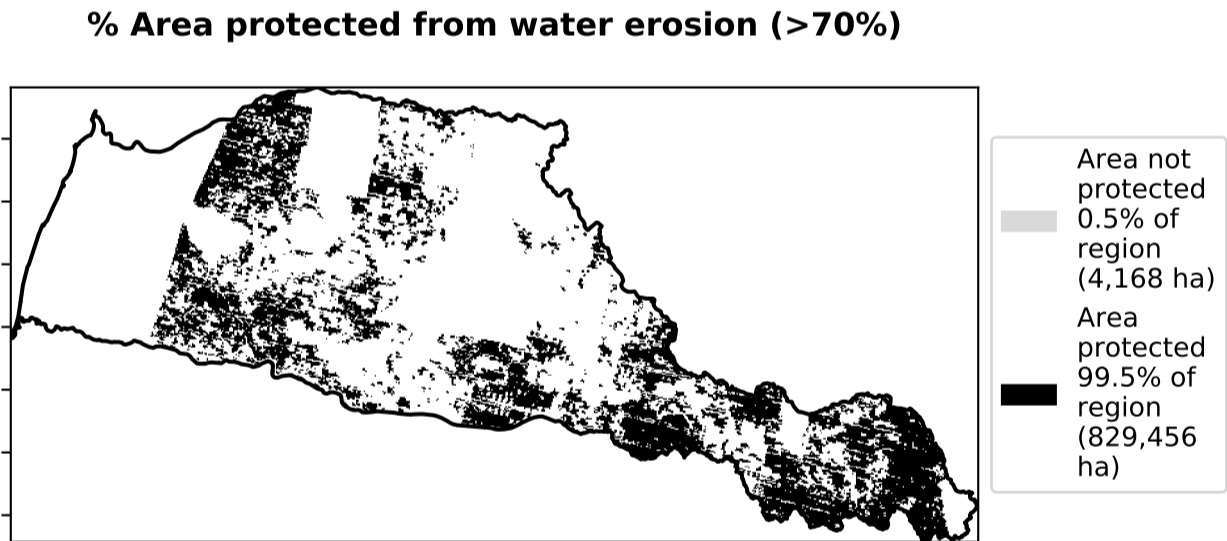 % Area protected from water erosion (>70%)
Area not
protected
0.5% of
region
(4,168 ha)
Area
protected
99.5% of
region
(829,456
ha)